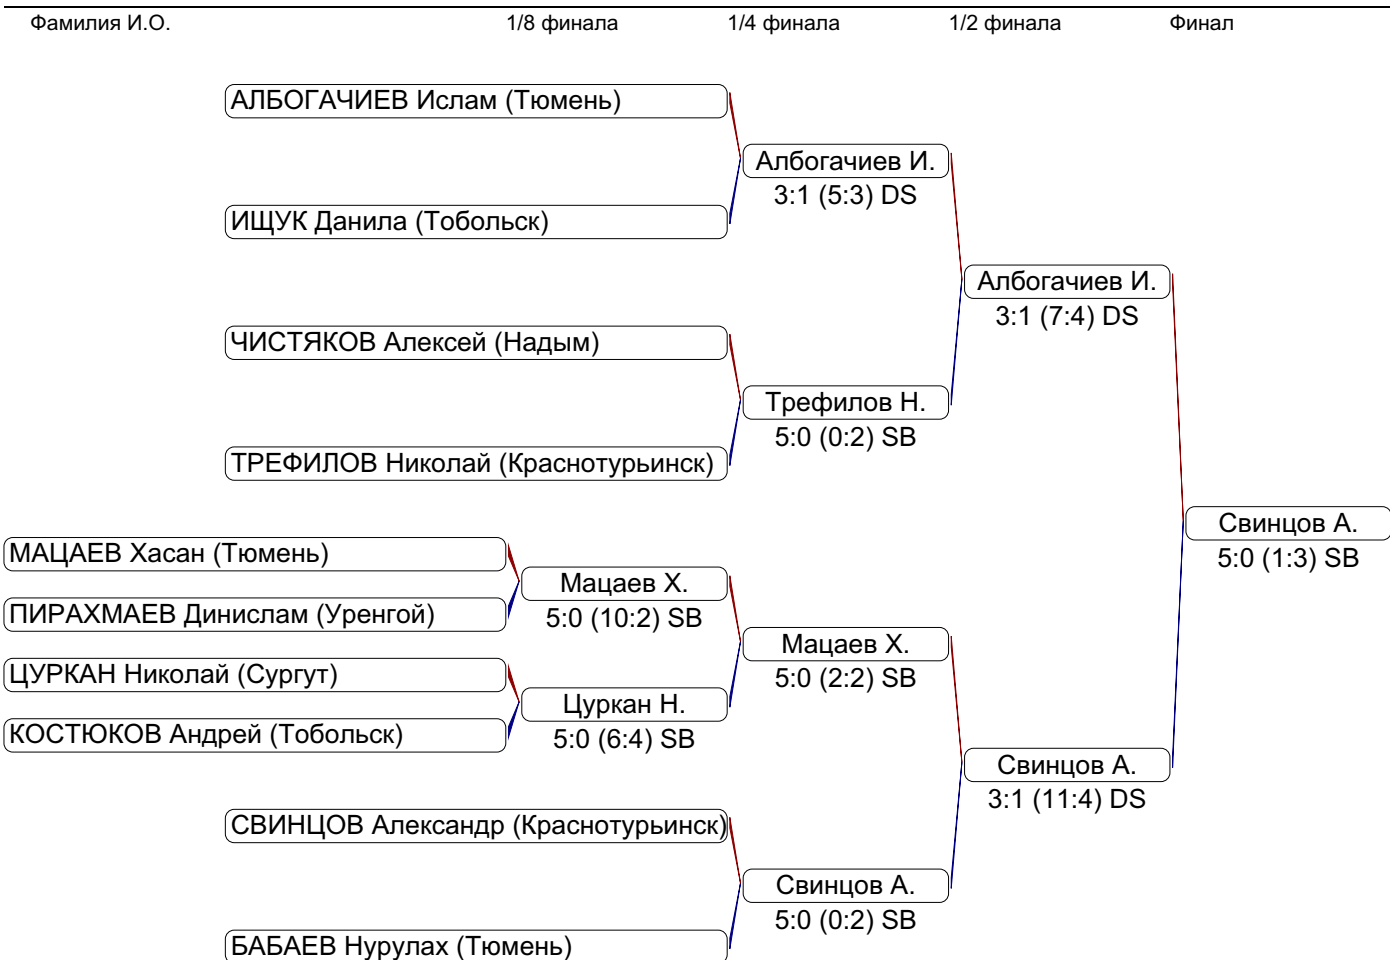 Фамилия И.О. 1/8 финала 1/4 финала 1/2 финала Финал
АЛБОГАЧИЕВ Ислам (Тюмень)
Албогачиев И.
3:1 (5:3) DS
ИЩУК Данила (Тобольск)
Албогачиев И.
3:1 (7:4) DS
ЧИСТЯКОВ Алексей (Надым)
Трефилов Н.
5:0 (0:2) SB
ТРЕФИЛОВ Николай (Краснотурьинск)
Свинцов А.
5:0 (1:3) SB
МАЦАЕВ Хасан (Тюмень)
Мацаев Х.
5:0 (10:2) SB
ПИРАХМАЕВ Динислам (Уренгой)
Мацаев Х.
5:0 (2:2) SB
ЦУРКАН Николай (Сургут)
Цуркан Н.
5:0 (6:4) SB
КОСТЮКОВ Андрей (Тобольск)
Свинцов А.
3:1 (11:4) DS
СВИНЦОВ Александр (Краснотурьинск)
Свинцов А.
5:0 (0:2) SB
БАБАЕВ Нурулах (Тюмень)